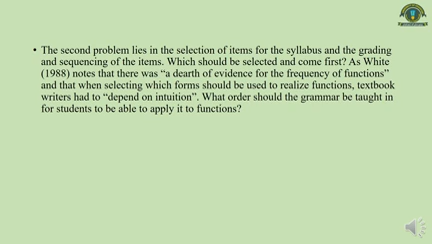 • The second problem lies in the selection of items for the syllabus and the grading
and sequencing of the items. Which should be selected and come first? As White
(1988) notes that there was “a dearth of evidence for the frequency of functions”
and that when selecting which forms should be used to realize functions, textbook
writers had to “depend on intuition”. What order should the grammar be taught in
for students to be able to apply it to functions?